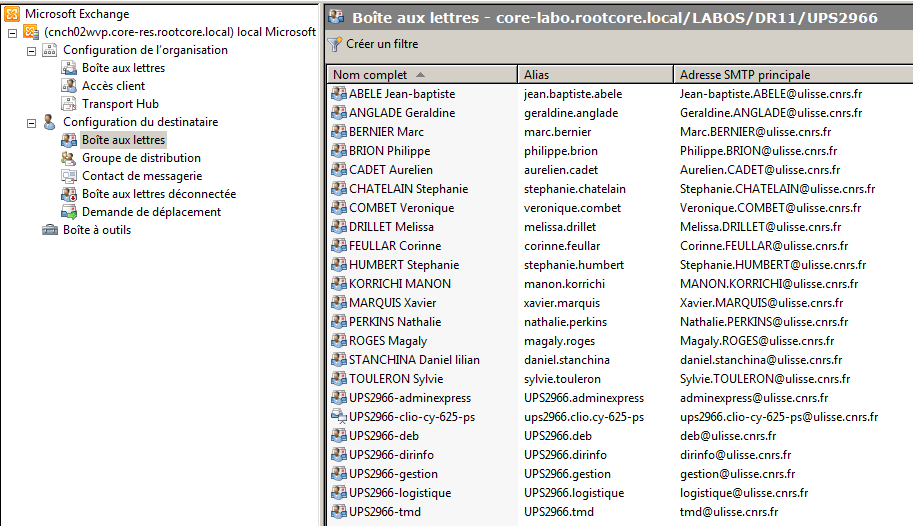 Microsoft Exchange
(cnch02wvp.core-res.rootcore.local) local Microsoft
Configuration de l'organisation
Boîte aux lettres
Accès client
Transport Hub
Configuration du destinataire
Boîte aux lettres
Groupe de distribution
Contact de messagerie
Boîte aux lettres déconnectée
Demande de déplacement
Boîte à outils
Boîte aux lettres - core-labo.rootcore.local/LABOS/DR11/UPS2966
Créer un filtre
Nom complet Alias Adresse SMTP principale
ABELE Jean-baptiste jean.baptiste.abele Jean-baptiste.ABELE@ulisse.cnrs.fr
ANGLADE Geraldine geraldine.anglade Geraldine.ANGLADE@ulisse.cnrs.fr
BERNIER Marc marc.bernier Marc.BERNIER@ulisse.cnrs.fr
BRION Philippe philippe.brion Philippe.BRION@ulisse.cnrs.fr
CADET Aurelien aurelien.cadet Aurelien.CADET@ulisse.cnrs.fr
CHATELAIN Stephanie stephanie.chatelain Stephanie.CHATELAIN@ulisse.cnrs.fr
COMBET Veronique veronique.combet Veronique.COMBET@ulisse.cnrs.fr
DRILLET Melissa melissa.drillet Melissa.DRILLET@ulisse.cnrs.fr
FEULLAR Corinne corinne.feullar Corinne.FEULLAR@ulisse.cnrs.fr
HUMBERT Stephanie stephanie.humbert Stephanie.HUMBERT@ulisse.cnrs.fr
KORRICHI MANON manon.korrichi MANON.KORRICHI@ulisse.cnrs.fr
MARQUIS Xavier xavier.marquis Xavier.MARQUIS@ulisse.cnrs.fr
PERKINS Nathalie nathalie.perkins Nathalie.PERKINS@ulisse.cnrs.fr
ROGES Magaly magaly.roges Magaly.ROGES@ulisse.cnrs.fr
STANCHINA Daniel lilian daniel.stanchina daniel.stanchina@ulisse.cnrs.fr
TOULERON Sylvie sylvie.touleron Sylvie.TOULERON@ulisse.cnrs.fr
UPS2966-adminexpress UPS2966.adminexpress adminexpress@ulisse.cnrs.fr
UPS2966-clio-cy-625-ps ups2966.clio-cy-625-ps ups2966.clio-cy-625-ps@ulisse.cnrs.fr
UPS2966-deb UPS2966.deb deb@ulisse.cnrs.fr
UPS2966-dirinfo UPS2966.dirinfo dirinfo@ulisse.cnrs.fr
UPS2966-gestion UPS2966.gestion gestion@ulisse.cnrs.fr
UPS2966-logistique UPS2966.logistique logistique@ulisse.cnrs.fr
UPS2966-tmd UPS2966.tmd tmd@ulisse.cnrs.fr